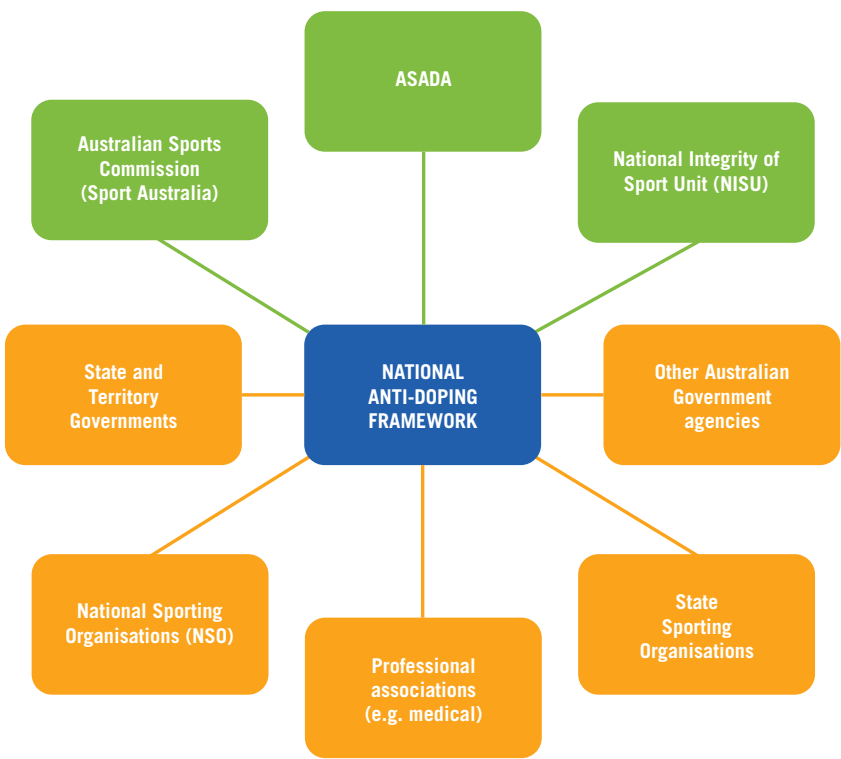 ASADA
Australian Sports
Commission
(Sport Australia)
National Integrity of
Sport Unit (NISU)
State and
Territory
Governments
NATIONAL
ANTI-DOPING
FRAMEWORK
Other Australian
Government
agencies
National Sporting
Organisations (NSO)
Professional
associations
(e.g. medical)
State
Sporting
Organisations